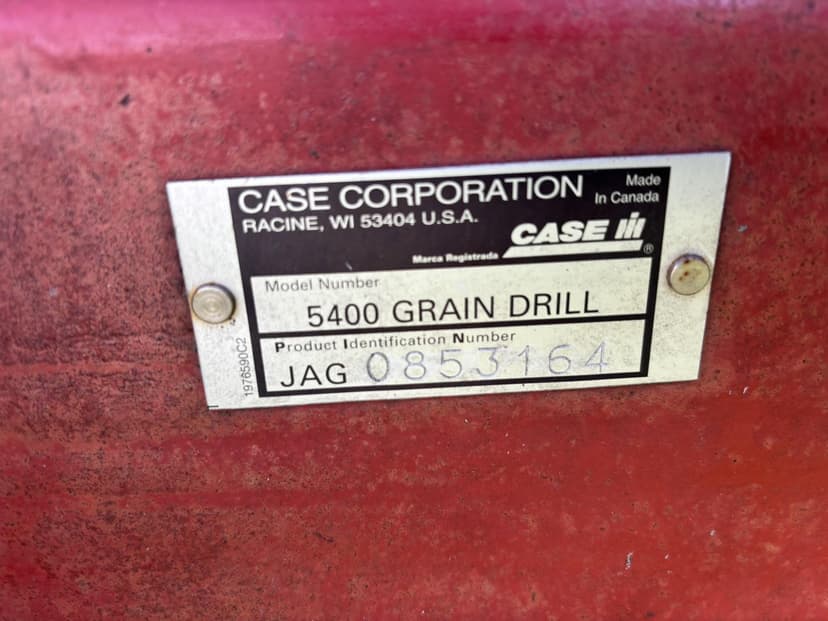 CASE CORPORATION
Made
In Canada
RACINE, WI 53404 U.S.A.
CASE IH ®
Marca Registrada
Model Number
5400 GRAIN DRILL
Product Identification Number
JAG 0853164
1976590C2